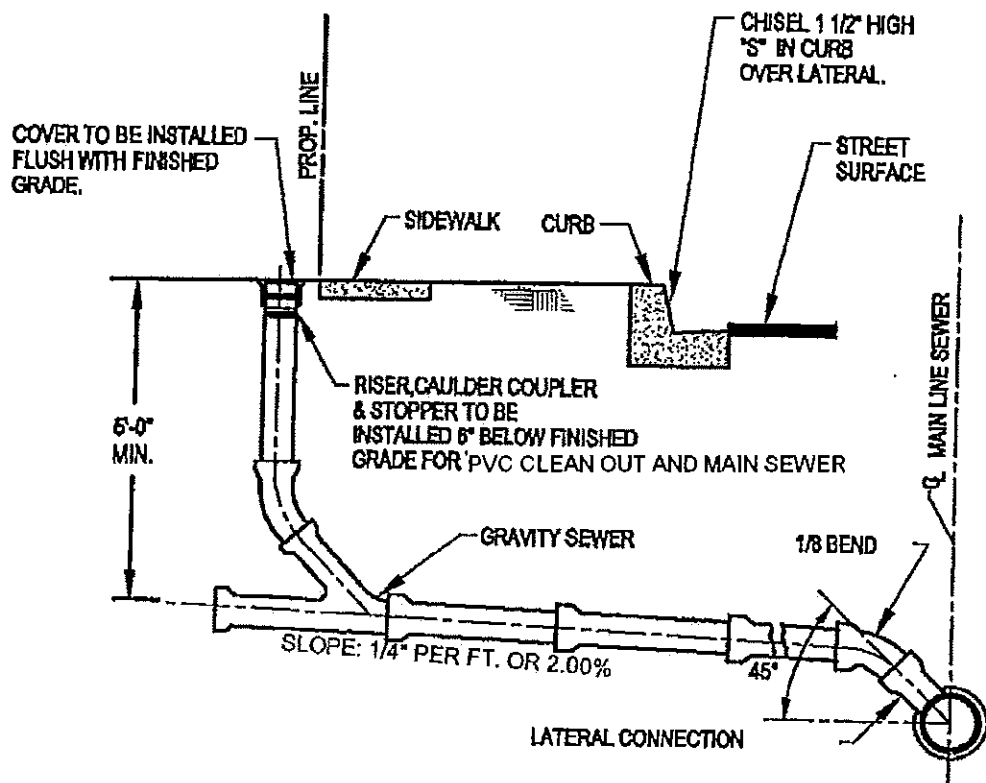 CHISEL 1 1/2" HIGH
"S" IN CURB
OVER LATERAL.
PROP. LINE
COVER TO BE INSTALLED
FLUSH WITH FINISHED
GRADE.
STREET
SURFACE
SIDEWALK
CURB
RISER, CAULDER COUPLER
& STOPPER TO BE
INSTALLED 6" BELOW FINISHED
GRADE FOR PVC CLEAN OUT AND MAIN SEWER
MIN.
CL MAIN LINE SEWER
GRAVITY SEWER
1/8 BEND
SLOPE: 1/4" PER FT. OR 2.00%
45°
LATERAL CONNECTION